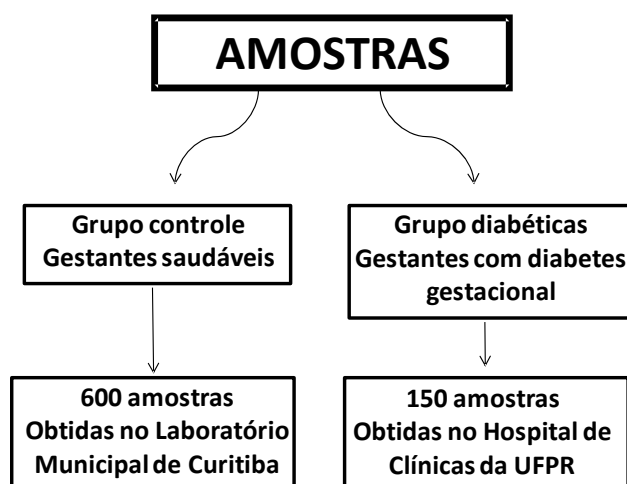 AMOSTRAS
Grupo controle
Gestantes saudáveis
Grupo diabéticas
Gestantes com diabetes
gestacional
600 amostras
Obtidas no Laboratório
Municipal de Curitiba
150 amostras
Obtidas no Hospital de
Clínicas da UFPR